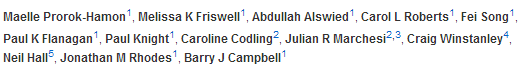 Maelle Prorok-Hamon¹, Melissa K Friswell¹, Abdullah Alswied¹, Carol L Roberts¹, Fei Song¹,
Paul K Flanagan¹, Paul Knight¹, Caroline Codling², Julian R Marchesi²,³, Craig Winstanley⁴,
Neil Hall⁵, Jonathan M Rhodes¹, Barry J Campbell¹